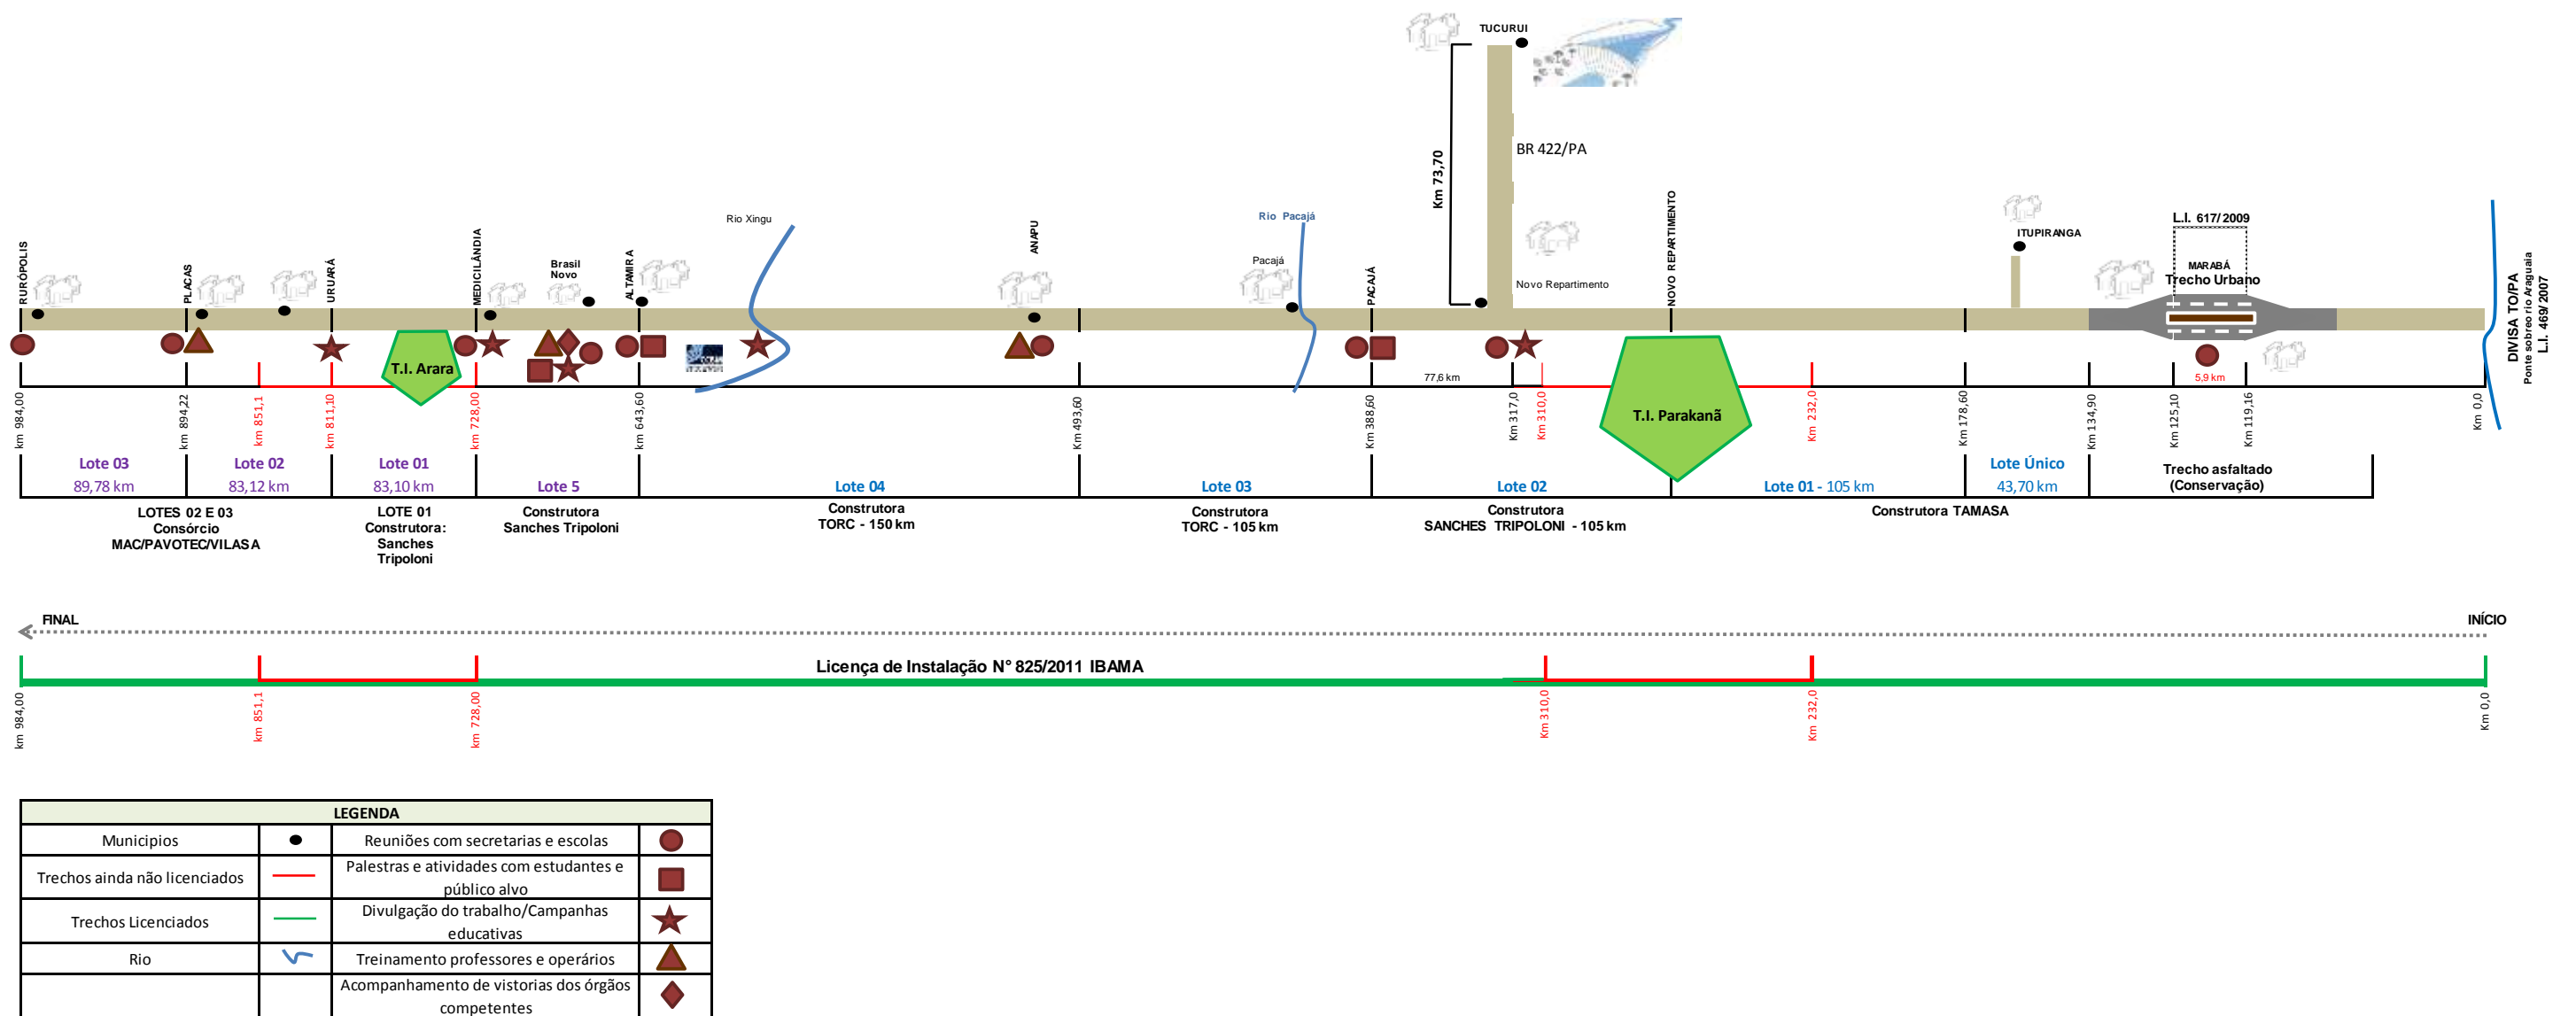 TUCURUI
Km 73,70
BR 422/PA
Novo Repartimento
RURÓPOLIS
PLACAS
URUARÁ
MEDICILÂNDIA
Brasil
Novo
ALTAMIRA
Rio Xingu
ANAPU
Rio Pacajá
Pacajá
PACAJÁ
NOVO REPARTIMENTO
ITUPIRANGA
L.I. 617/2009
MARABÁ
Trecho Urbano
DIVISA TO/PA
Ponte sobre o rio Araguaia
L.I. 469/2007
T.I. Arara
T.I. Parakanã
77,6 km
5,9 km
km 984,00
km 894,22
km 851,1
km 811,10
km 728,00
km 643,60
Km 493,60
Km 388,60
Km 317,0
Km 310,0
Km 232,0
Km 178,60
Km 134,90
Km 125,10
Km 119,16
Km 0,0
Lote 03
89,78 km
Lote 02
83,12 km
Lote 01
83,10 km
Lote 5
Lote 04
Lote 03
Lote 02
Lote 01 - 105 km
Lote Único
43,70 km
Trecho asfaltado
(Conservação)
LOTES 02 E 03
Consórcio
MAC/PAVOTEC/VILASA
LOTE 01
Construtora:
Sanches
Tripoloni
Construtora
Sanches Tripoloni
Construtora
TORC - 150 km
Construtora
TORC - 105 km
Construtora
SANCHES TRIPOLONI - 105 km
Construtora TAMASA
FINAL
INÍCIO
Licença de Instalação N° 825/2011 IBAMA
km 984,00
km 851,1
km 728,00
Km 310,0
Km 232,0
Km 0,0
LEGENDA
Municipios
Reuniões com secretarias e escolas
Trechos ainda não licenciados
Palestras e atividades com estudantes e
público alvo
Trechos Licenciados
Divulgação do trabalho/Campanhas
educativas
Rio
Treinamento professores e operários
Acompanhamento de vistorias dos órgãos
competentes